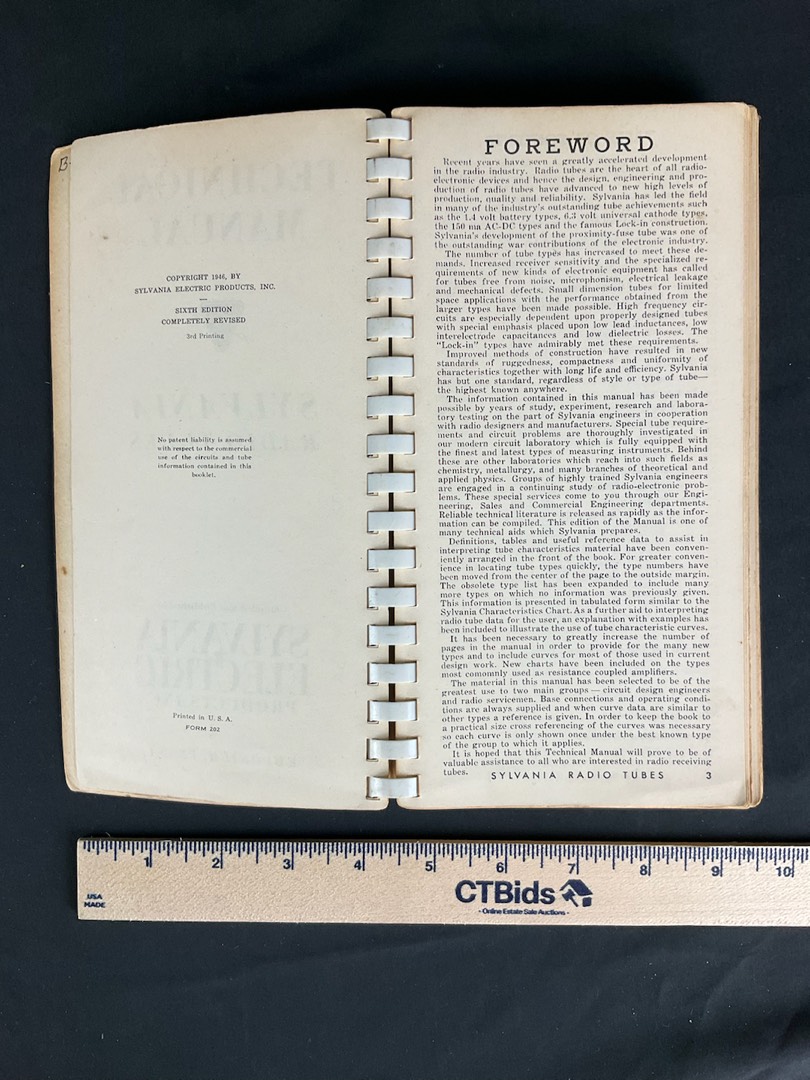 B
COPYRIGHT 1946, BY
SYLVANIA ELECTRIC PRODUCTS, INC.
SIXTH EDITION
COMPLETELY REVISED
3rd Printing
No patent liability is assumed
with respect to the commercial
use of the circuits and tube
information contained in this
booklet.
Printed in U. S. A.
FORM 202
FOREWORD
Recent years have seen a greatly accelerated development
in the radio industry. Radio tubes are the heart of all radio-
electronic devices and hence the design, engineering and pro-
duction of radio tubes have advanced to new high levels of
production, quality and reliability. Sylvania has led the field
in many of the industry's outstanding tube achievements such
as the 1.4 volt battery types, 6.3 volt universal cathode types,
the 150 ma AC-DC types and the famous Lock-in construction.
Sylvania's development of the proximity-fuse tube was one of
the outstanding war contributions of the electronic industry.
The number of tube types has increased to meet these de-
mands. Increased receiver sensitivity and the specialized re-
quirements of new kinds of electronic equipment has called
for tubes free from noise, microphonism, electrical leakage
and mechanical defects. Small dimension tubes for limited
space applications with the performance obtained from the
larger types have been made possible. High frequency cir-
cuits are especially dependent upon properly designed tubes
with special emphasis placed upon low lead inductances, low
interelectrode capacitances and low dielectric losses. The
"Lock-in" types have admirably met these requirements.
Improved methods of construction have resulted in new
standards of ruggedness, compactness and uniformity of
characteristics together with long life and efficiency. Sylvania
has but one standard, regardless of style or type of tube—
the highest known anywhere.
The information contained in this manual has been made
possible by years of study, experiment, research and labora-
tory testing on the part of Sylvania engineers in cooperation
with radio designers and manufacturers. Special tube require-
ments and circuit problems are thoroughly investigated in
our modern circuit laboratory which is fully equipped with
the finest and latest types of measuring instruments. Behind
these are other laboratories which reach into such fields as
chemistry, metallurgy, and many branches of theoretical and
applied physics. Groups of highly trained Sylvania engineers
are engaged in a continuing study of radio-electronic prob-
lems. These special services come to you through our Engi-
neering, Sales and Commercial Engineering departments.
Reliable technical literature is released as rapidly as the infor-
mation can be compiled. This edition of the Manual is one of
many technical aids which Sylvania prepares.
Definitions, tables and useful reference data to assist in
interpreting tube characteristics material have been conven-
iently arranged in the front of the book. For greater conven-
ience in locating tube types quickly, the type numbers have
been moved from the center of the page to the outside margin.
The obsolete type list has been expanded to include many
more types on which no information was previously given.
This information is presented in tabulated form similar to the
Sylvania Characteristics Chart. As a further aid to interpreting
radio tube data for the user, an explanation with examples has
been included to illustrate the use of tube characteristic curves.
It has been necessary to greatly increase the number of
pages in the manual in order to provide for the many new
types and to include curves for most of those used in current
design work. New charts have been included on the types
most comomnly used as resistance coupled amplifiers.
The material in this manual has been selected to be of the
greatest use to two main groups — circuit design engineers
and radio servicemen. Base connections and operating condi-
tions are always supplied and when curve data are similar to
other types a reference is given. In order to keep the book to
a practical size cross referencing of the curves was necessary
so each curve is only shown once under the best known type
of the group to which it applies.
It is hoped that this Technical Manual will prove to be of
valuable assistance to all who are interested in radio receiving
tubes.
SYLVANIA RADIO TUBES 3
1 2 3 4 5 6 7 8 9 10
USA
MADE
CTBids
- Online Estate Sale Auctions -